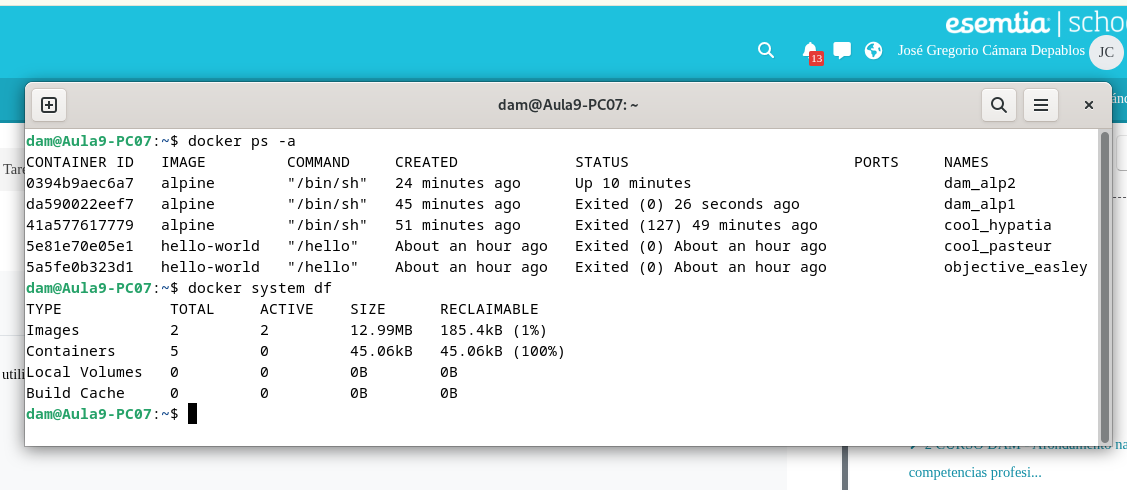 esemtia | schoo
13
José Gregorio Cámara Depablos JC
dam@Aula9-PC07: ~
dam@Aula9-PC07:~$ docker ps -a
CONTAINER ID   IMAGE         COMMAND     CREATED             STATUS                         PORTS     NAMES
0394b9aec6a7   alpine        "/bin/sh"   24 minutes ago      Up 10 minutes                            dam_alp2
da590022eef7   alpine        "/bin/sh"   45 minutes ago      Exited (0) 26 seconds ago                dam_alp1
41a577617779   alpine        "/bin/sh"   51 minutes ago      Exited (127) 49 minutes ago              cool_hypatia
5e81e70e05e1   hello-world   "/hello"    About an hour ago   Exited (0) About an hour ago             cool_pasteur
5a5fe0b323d1   hello-world   "/hello"    About an hour ago   Exited (0) About an hour ago             objective_easley
dam@Aula9-PC07:~$ docker system df
TYPE            TOTAL     ACTIVE    SIZE      RECLAIMABLE
Images          2         2         12.99MB   185.4kB (1%)
Containers      5         0         45.06kB   45.06kB (100%)
Local Volumes   0         0         0B        0B
Build Cache     0         0         0B        0B
dam@Aula9-PC07:~$
Tare
utili
competencias profesi...